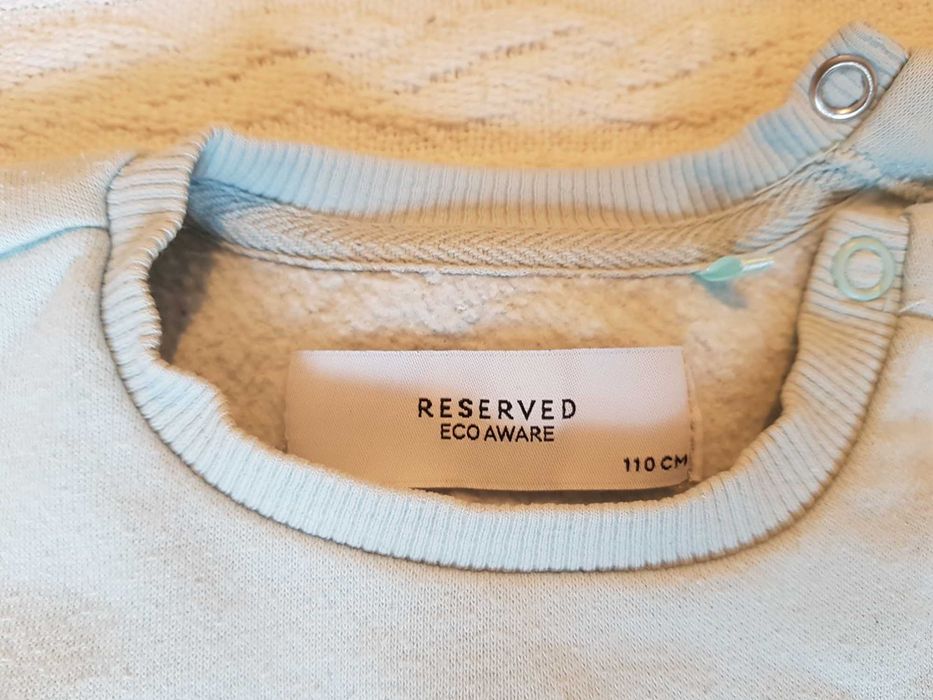 RESERVED
ECO AWARE
110 CM